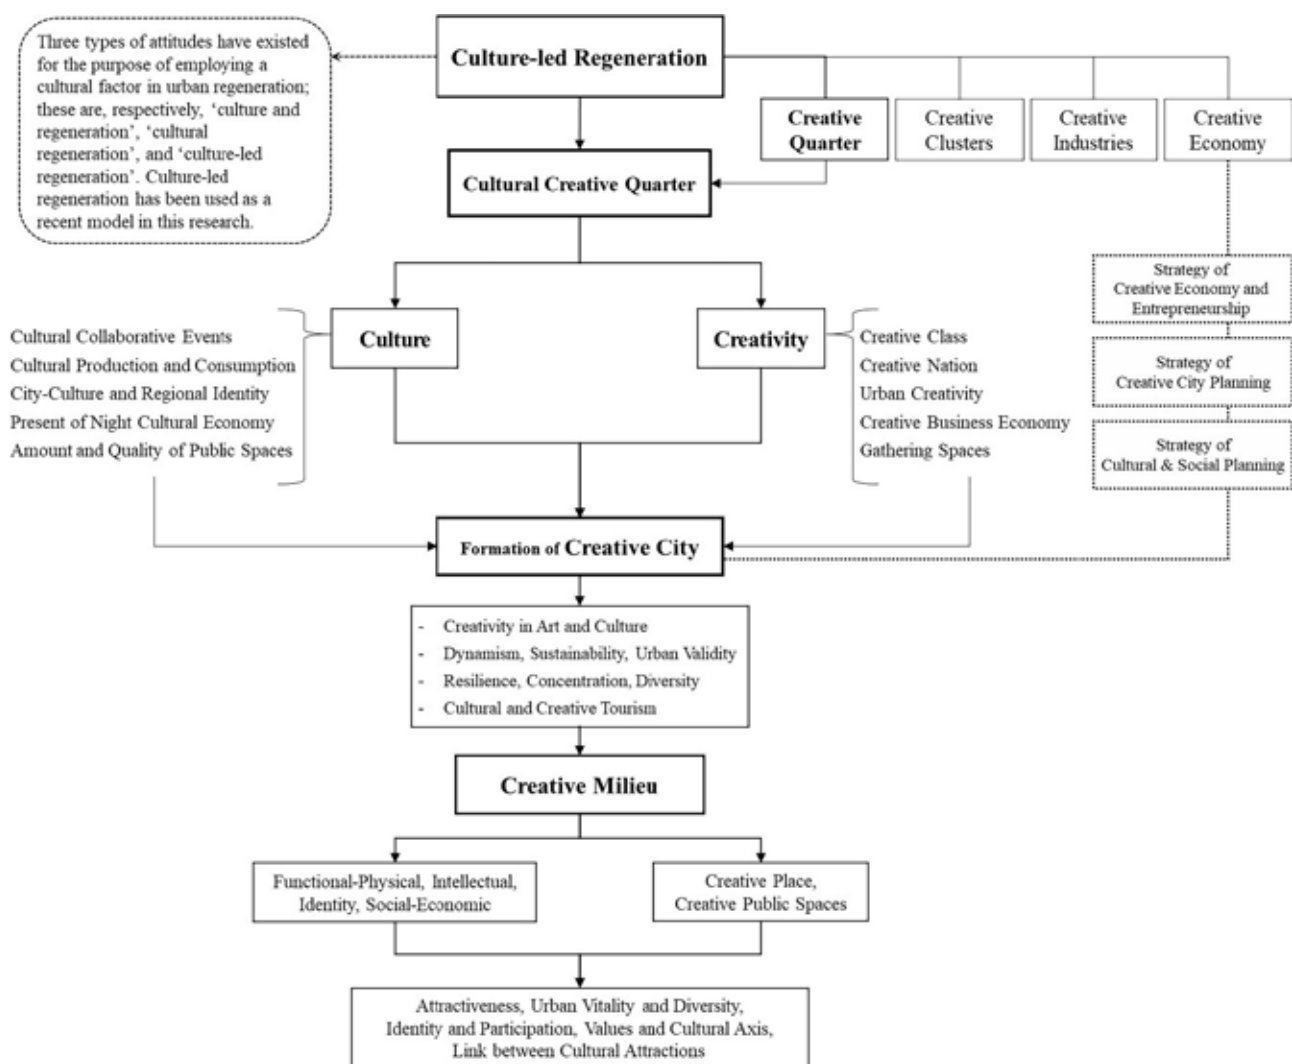 Three types of attitudes have existed
for the purpose of employing a
cultural factor in urban regeneration;
these are, respectively, ‘culture and
regeneration’, ‘cultural
regeneration’, and ‘culture-led
regeneration’. Culture-led
regeneration has been used as a
recent model in this research.
Culture-led Regeneration
Creative
Quarter
Creative
Clusters
Creative
Industries
Creative
Economy
Cultural Creative Quarter
Strategy of
Creative Economy and
Entrepreneurship
Strategy of
Creative City Planning
Strategy of
Cultural & Social Planning
Cultural Collaborative Events
Cultural Production and Consumption
City-Culture and Regional Identity
Present of Night Cultural Economy
Amount and Quality of Public Spaces
Culture
Creativity
Creative Class
Creative Nation
Urban Creativity
Creative Business Economy
Gathering Spaces
Formation of Creative City
- Creativity in Art and Culture
- Dynamism, Sustainability, Urban Validity
- Resilience, Concentration, Diversity
- Cultural and Creative Tourism
Creative Milieu
Functional-Physical, Intellectual,
Identity, Social-Economic
Creative Place,
Creative Public Spaces
Attractiveness, Urban Vitality and Diversity,
Identity and Participation, Values and Cultural Axis,
Link between Cultural Attractions